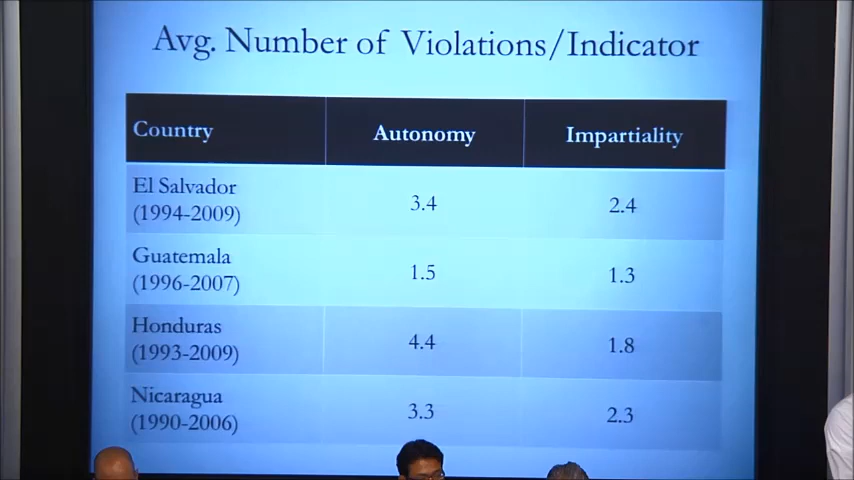 Avg. Number of Violations/Indicator
Country Autonomy Impartiality
El Salvador
(1994-2009) 3.4 2.4
Guatemala
(1996-2007) 1.5 1.3
Honduras
(1993-2009) 4.4 1.8
Nicaragua
(1990-2006) 3.3 2.3